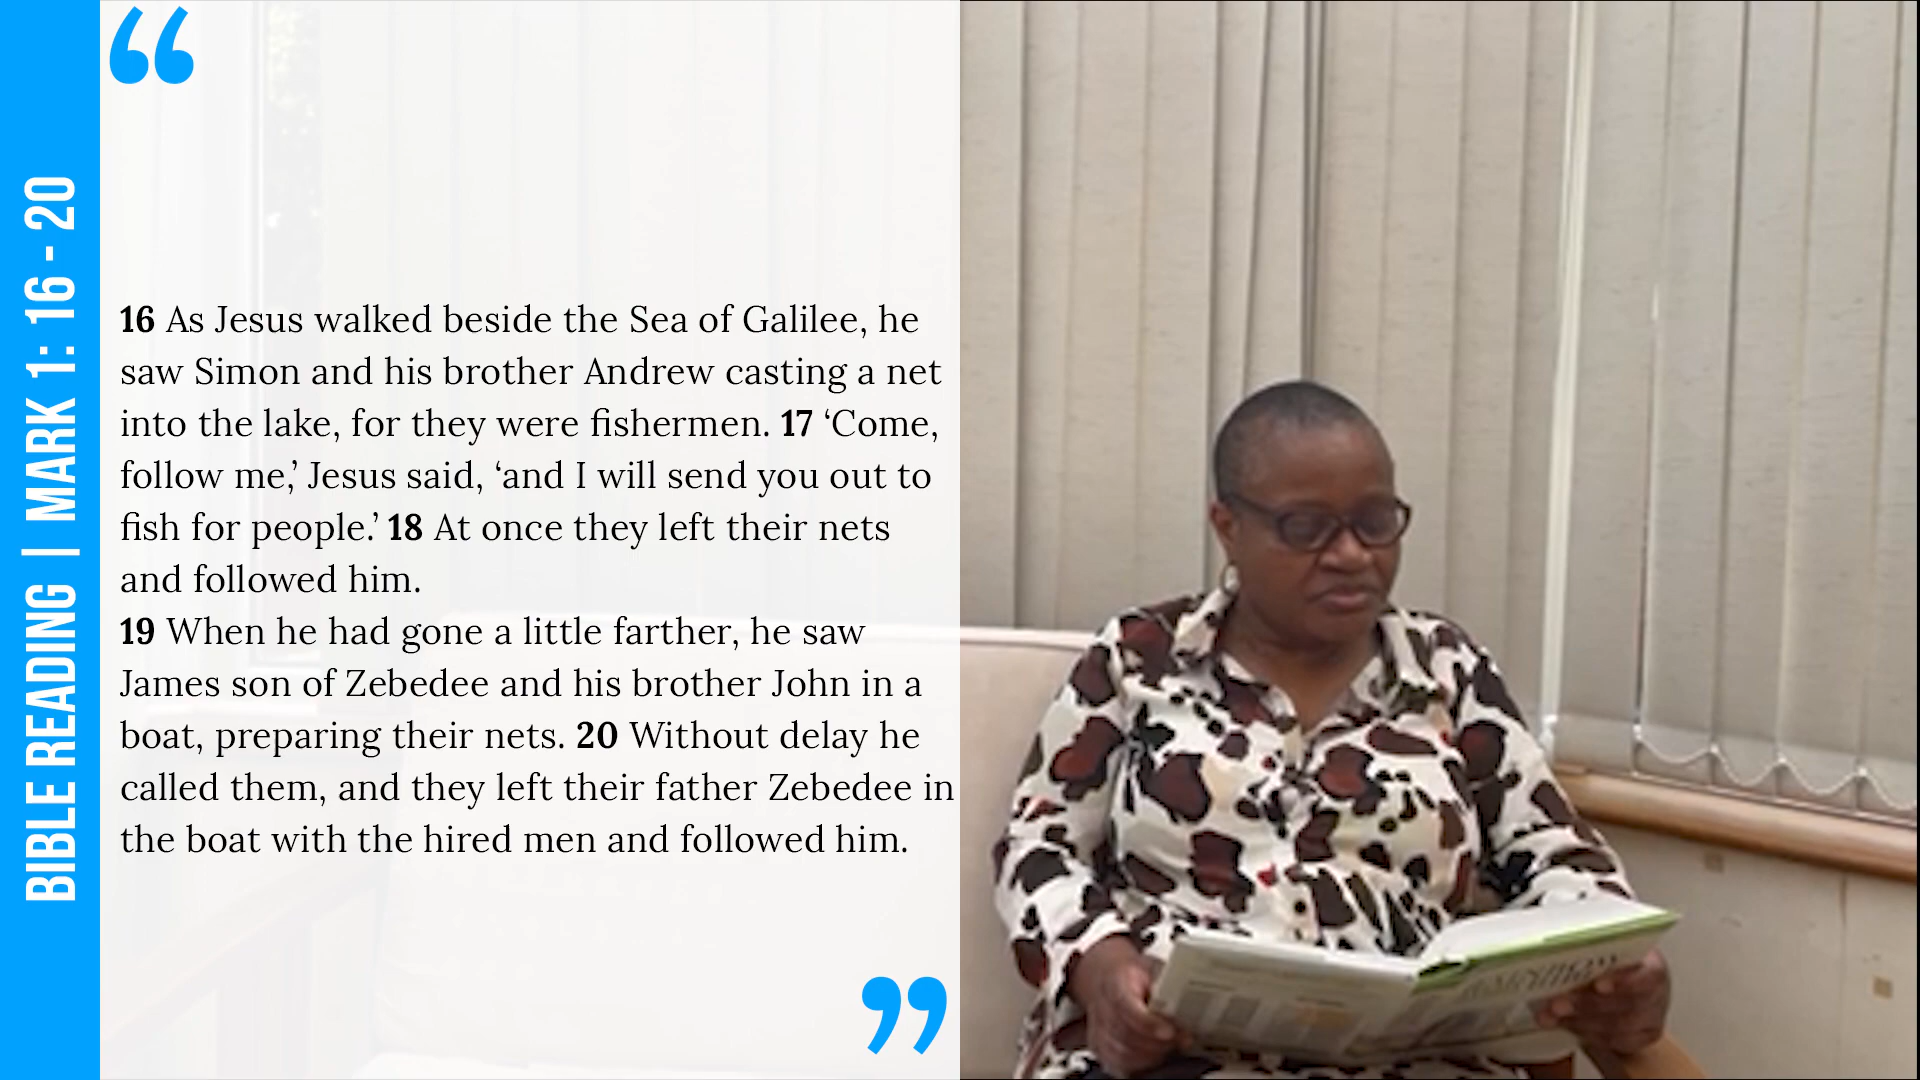 BIBLE READING | MARK 1: 16 - 20
“
16 As Jesus walked beside the Sea of Galilee, he
saw Simon and his brother Andrew casting a net
into the lake, for they were fishermen. 17 ‘Come,
follow me,’ Jesus said, ‘and I will send you out to
fish for people.’ 18 At once they left their nets
and followed him.
19 When he had gone a little farther, he saw
James son of Zebedee and his brother John in a
boat, preparing their nets. 20 Without delay he
called them, and they left their father Zebedee in
the boat with the hired men and followed him.
”